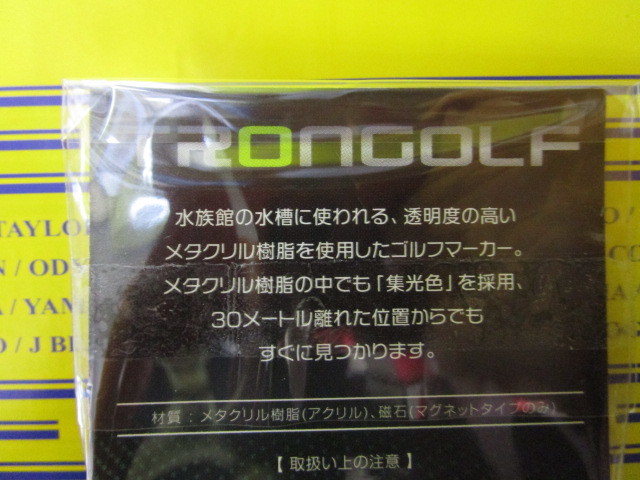 TRONGOLF
水族館の水槽に使われる、透明度の高い
メタクリル樹脂を使用したゴルフマーカー。
メタクリル樹脂の中でも「集光色」を採用、
30メートル離れた位置からでも
すぐに見つかります。
材質：メタクリル樹脂(アクリル)、磁石(マグネットタイプのみ)
【 取扱い上の注意 】
TAYLO
/ OD
/ YAM
/ J B